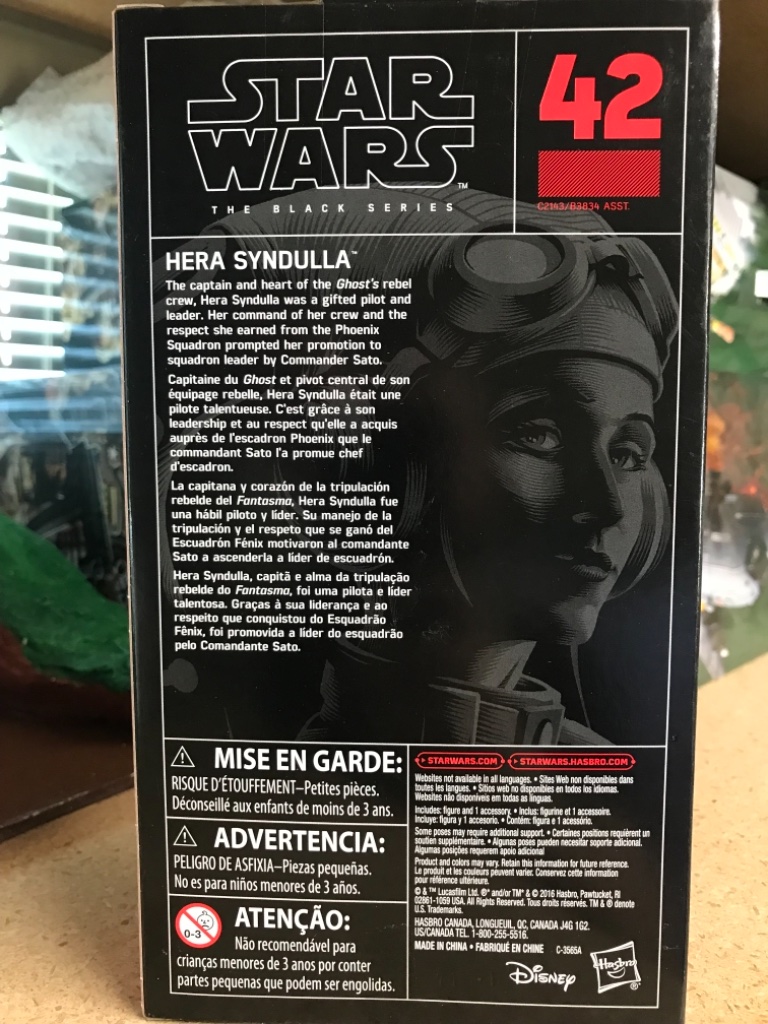 STAR
WARS™
THE BLACK SERIES
42
C2143/B3834 ASST.
HERA SYNDULLA™
The captain and heart of the Ghost's rebel
crew, Hera Syndulla was a gifted pilot and
leader. Her command of her crew and the
respect she earned from the Phoenix
Squadron prompted her promotion to
squadron leader by Commander Sato.
Capitaine du Ghost et pivot central de son
équipage rebelle, Hera Syndulla était une
pilote talentueuse. C'est grâce à son
leadership et au respect qu'elle a acquis
auprès de l'escadron Phoenix que le
commandant Sato l'a promue chef
d'escadron.
La capitana y corazón de la tripulación
rebelde del Fantasma, Hera Syndulla fue
una hábil piloto y líder. Su manejo de la
tripulación y el respeto que se ganó del
Escuadrón Fénix motivaron al comandante
Sato a ascenderla a líder de escuadrón.
Hera Syndulla, capitã e alma da tripulação
rebelde do Fantasma, foi uma pilota e líder
talentosa. Graças à sua liderança e ao
respeito que conquistou do Esquadrão
Fênix, foi promovida a líder do esquadrão
pelo Comandante Sato.
MISE EN GARDE:
RISQUE D'ÉTOUFFEMENT–Petites pièces.
Déconseillé aux enfants de moins de 3 ans.
ADVERTENCIA:
PELIGRO DE ASFIXIA–Piezas pequeñas.
No es para niños menores de 3 años.
0-3
ATENÇÃO:
Não recomendável para
crianças menores de 3 anos por conter
partes pequenas que podem ser engolidas.
STARWARS.COM STARWARS.HASBRO.COM
Websites not available in all languages. • Sites Web non disponibles dans
toutes les langues. • Sitios web no disponibles en todos los idiomas.
Websites não disponíveis em todas as línguas.
Includes: figure and 1 accessory. • Inclus: figurine et 1 accessoire.
Incluye: figura y 1 accesorio. • Contém: figura e 1 acessório.
Some poses may require additional support. • Certaines positions requièrent un
soutien supplémentaire. • Algunas poses pueden necesitar soporte adicional.
Algumas posições requerem apoio adicional
Product and colors may vary. Retain this information for future reference.
Le produit et les couleurs peuvent varier. Conservez cette information
pour référence ultérieure.
© & ™ Lucasfilm Ltd. ®* and/or TM* & © 2016 Hasbro, Pawtucket, RI
02861-1059 USA. All Rights Reserved. Tous droits réservés. TM & ® denote
U.S. Trademarks.
HASBRO CANADA, LONGUEUIL, QC, CANADA J4G 1G2.
US/CANADA TEL. 1-800-255-5516.
MADE IN CHINA • FABRIQUÉ EN CHINE C-3565A
Disney Hasbro®